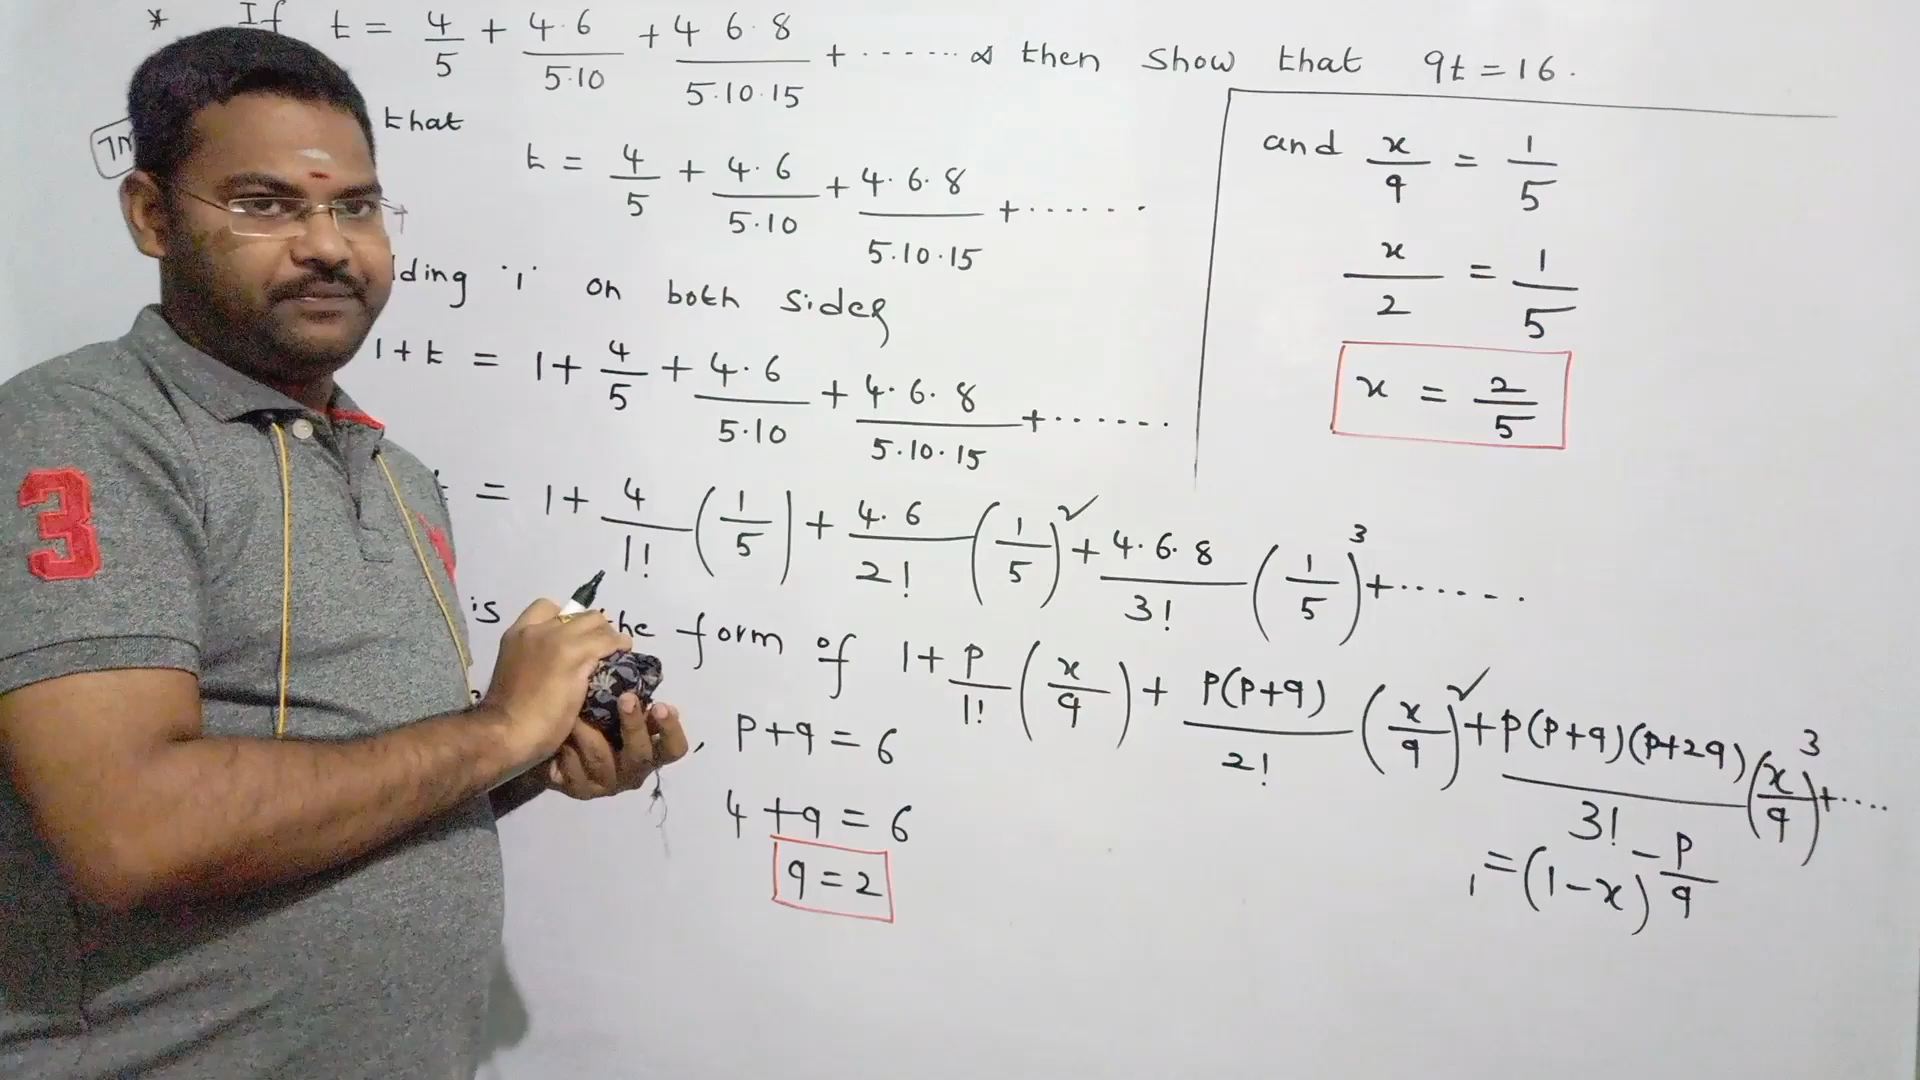 * If t = 4/5 + 4·6/5·10 + 4 6·8/5·10·15 + ······∝ then show that 9t = 16.
that
t = 4/5 + 4·6/5·10 + 4·6·8/5·10·15 + ······
lding '1' on both sides
1+t = 1 + 4/5 + 4·6/5·10 + 4·6·8/5·10·15 + ······
= 1 + 4/1! (1/5) + 4·6/2! (1/5)² + 4·6·8/3! (1/5)³ + ······
is the form of 1 + p/1! (x/q) + p(p+q)/2! (x/q)² + p(p+q)(p+2q)/3! (x/q)³ + ····
= (1-x)^(-p/q)
, p+q = 6
4+q = 6
q = 2
and x/q = 1/5
x/2 = 1/5
x = 2/5
3